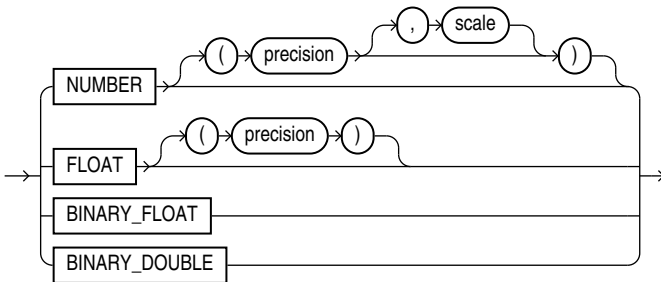 , scale
( precision )
NUMBER
( precision )
FLOAT
BINARY_FLOAT
BINARY_DOUBLE